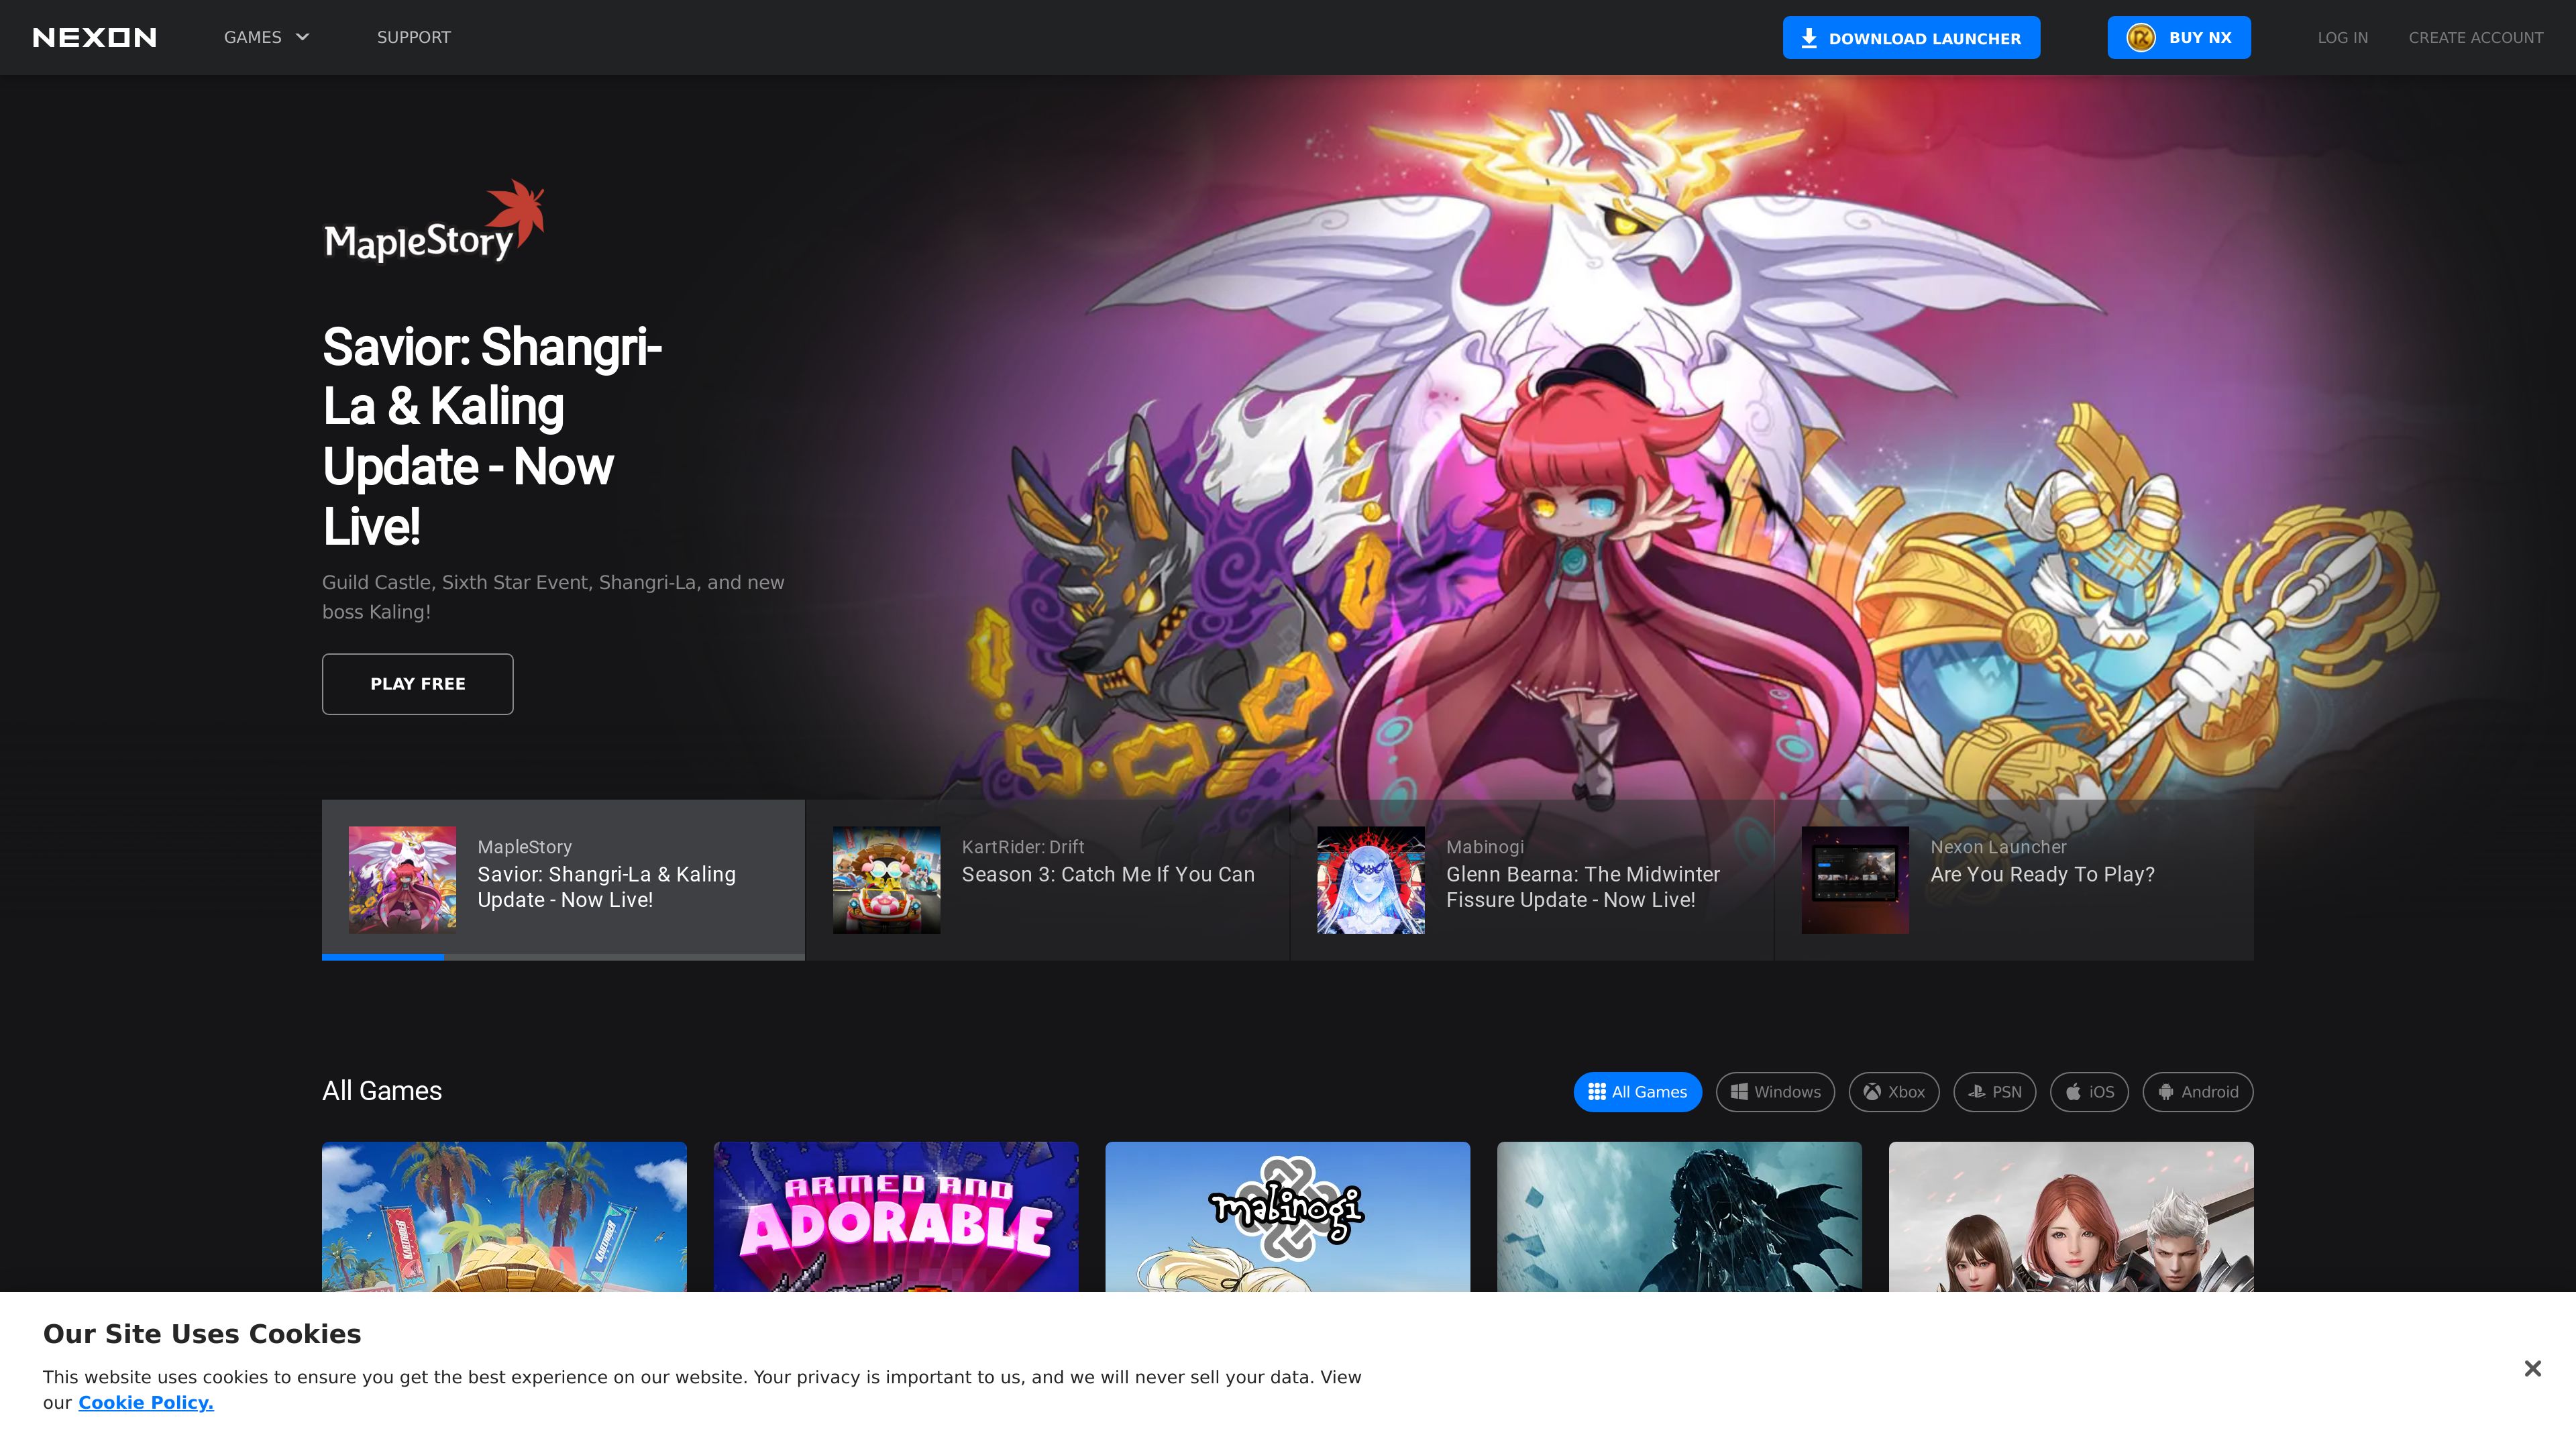 NEXON
GAMES
SUPPORT
DOWNLOAD LAUNCHER
BUY NX
LOG IN
CREATE ACCOUNT
MapleStory
Savior: Shangri-
La & Kaling
Update - Now
Live!
Guild Castle, Sixth Star Event, Shangri-La, and new
boss Kaling!
PLAY FREE
MapleStory
Savior: Shangri-La & Kaling
Update - Now Live!
KartRider: Drift
Season 3: Catch Me If You Can
Mabinogi
Glenn Bearna: The Midwinter
Fissure Update - Now Live!
Nexon Launcher
Are You Ready To Play?
All Games
All Games
Windows
Xbox
PSN
iOS
Android
KARTRIDER
KARTRIDER
ARMED AND
ADORABLE
mabinogi
Our Site Uses Cookies
This website uses cookies to ensure you get the best experience on our website. Your privacy is important to us, and we will never sell your data. View
our Cookie Policy.